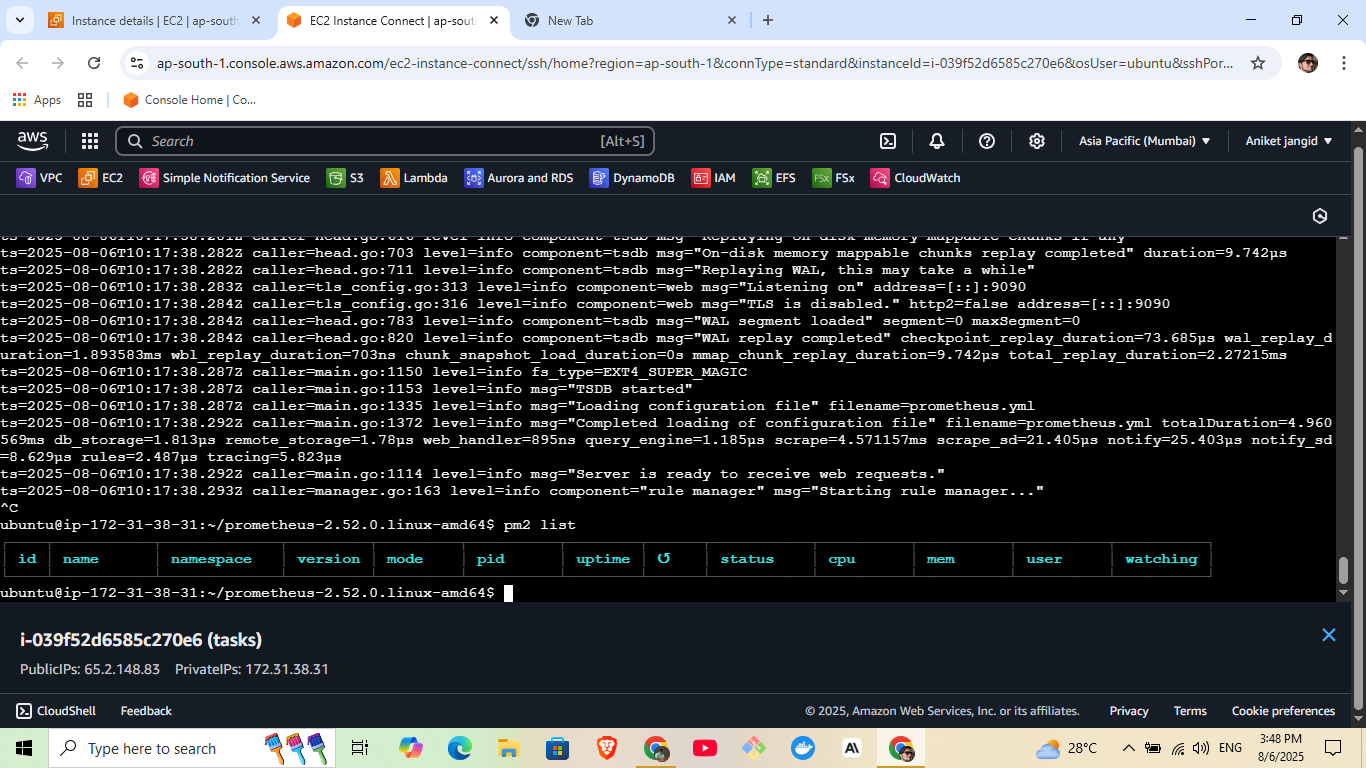 Instance details | EC2 | ap-sout
EC2 Instance Connect | ap-sout
New Tab
ap-south-1.console.aws.amazon.com/ec2-instance-connect/ssh/home?region=ap-south-1&connType=standard&instanceId=i-039f52d6585c270e6&osUser=ubuntu&sshPor...
Apps
Console Home | Co...
aws
Search
[Alt+S]
Asia Pacific (Mumbai)
Aniket jangid
VPC
EC2
Simple Notification Service
S3
Lambda
Aurora and RDS
DynamoDB
IAM
EFS
FSx
CloudWatch
ts=2025-08-06T10:17:38.282Z caller=head.go:703 level=info component=tsdb msg="On-disk memory mappable chunks replay completed" duration=9.742µs
ts=2025-08-06T10:17:38.282Z caller=head.go:711 level=info component=tsdb msg="Replaying WAL, this may take a while"
ts=2025-08-06T10:17:38.283Z caller=tls_config.go:313 level=info component=web msg="Listening on" address=[::]:9090
ts=2025-08-06T10:17:38.284Z caller=tls_config.go:316 level=info component=web msg="TLS is disabled." http2=false address=[::]:9090
ts=2025-08-06T10:17:38.284Z caller=head.go:783 level=info component=tsdb msg="WAL segment loaded" segment=0 maxSegment=0
ts=2025-08-06T10:17:38.284Z caller=head.go:820 level=info component=tsdb msg="WAL replay completed" checkpoint_replay_duration=73.685µs wal_replay_d
uration=1.893583ms wbl_replay_duration=703ns chunk_snapshot_load_duration=0s mmap_chunk_replay_duration=9.742µs total_replay_duration=2.27215ms
ts=2025-08-06T10:17:38.287Z caller=main.go:1150 level=info fs_type=EXT4_SUPER_MAGIC
ts=2025-08-06T10:17:38.287Z caller=main.go:1153 level=info msg="TSDB started"
ts=2025-08-06T10:17:38.287Z caller=main.go:1335 level=info msg="Loading configuration file" filename=prometheus.yml
ts=2025-08-06T10:17:38.292Z caller=main.go:1372 level=info msg="Completed loading of configuration file" filename=prometheus.yml totalDuration=4.960
569ms db_storage=1.813µs remote_storage=1.78µs web_handler=895ns query_engine=1.185µs scrape=4.571157ms scrape_sd=21.405µs notify=25.403µs notify_sd
=8.629µs rules=2.487µs tracing=5.823µs
ts=2025-08-06T10:17:38.292Z caller=main.go:1114 level=info msg="Server is ready to receive web requests."
ts=2025-08-06T10:17:38.293Z caller=manager.go:163 level=info component="rule manager" msg="Starting rule manager..."
^C
ubuntu@ip-172-31-38-31:~/prometheus-2.52.0.linux-amd64$ pm2 list
id name namespace version mode pid uptime ↺ status cpu mem user watching
ubuntu@ip-172-31-38-31:~/prometheus-2.52.0.linux-amd64$
i-039f52d6585c270e6 (tasks)
PublicIPs: 65.2.148.83 PrivateIPs: 172.31.38.31
CloudShell
Feedback
© 2025, Amazon Web Services, Inc. or its affiliates.
Privacy
Terms
Cookie preferences
Type here to search
28°C
ENG
3:48 PM
8/6/2025